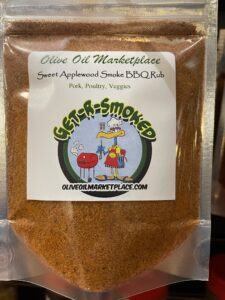 Olive Oil Marketplace
Sweet Applewood Smoke BBQ Rub
Pork, Poultry, Veggies
GET-R-SMOKED
OLIVEOILMARKETPLACE.COM